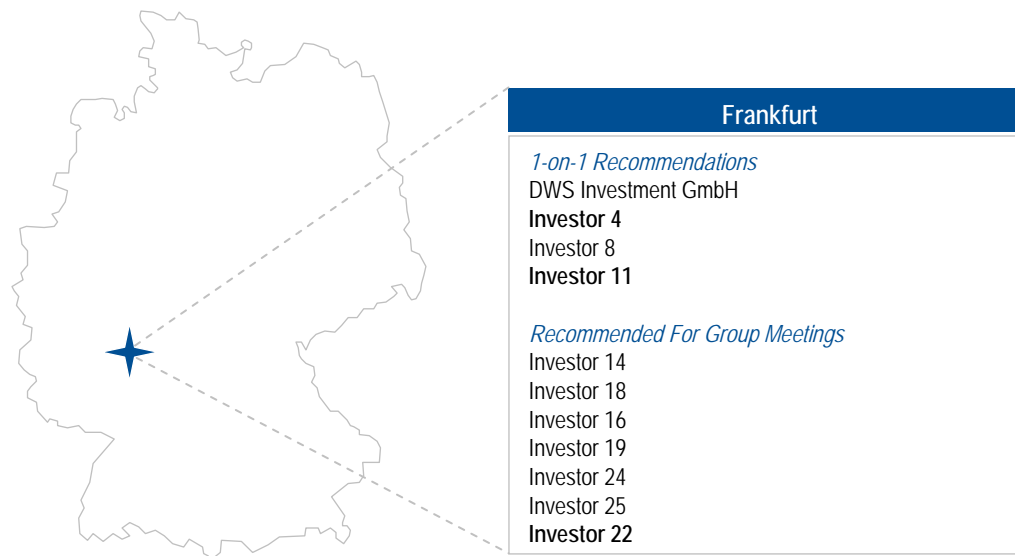 Frankfurt
1-on-1 Recommendations
DWS Investment GmbH
Investor 4
Investor 8
Investor 11
Recommended For Group Meetings
Investor 14
Investor 18
Investor 16
Investor 19
Investor 24
Investor 25
Investor 22